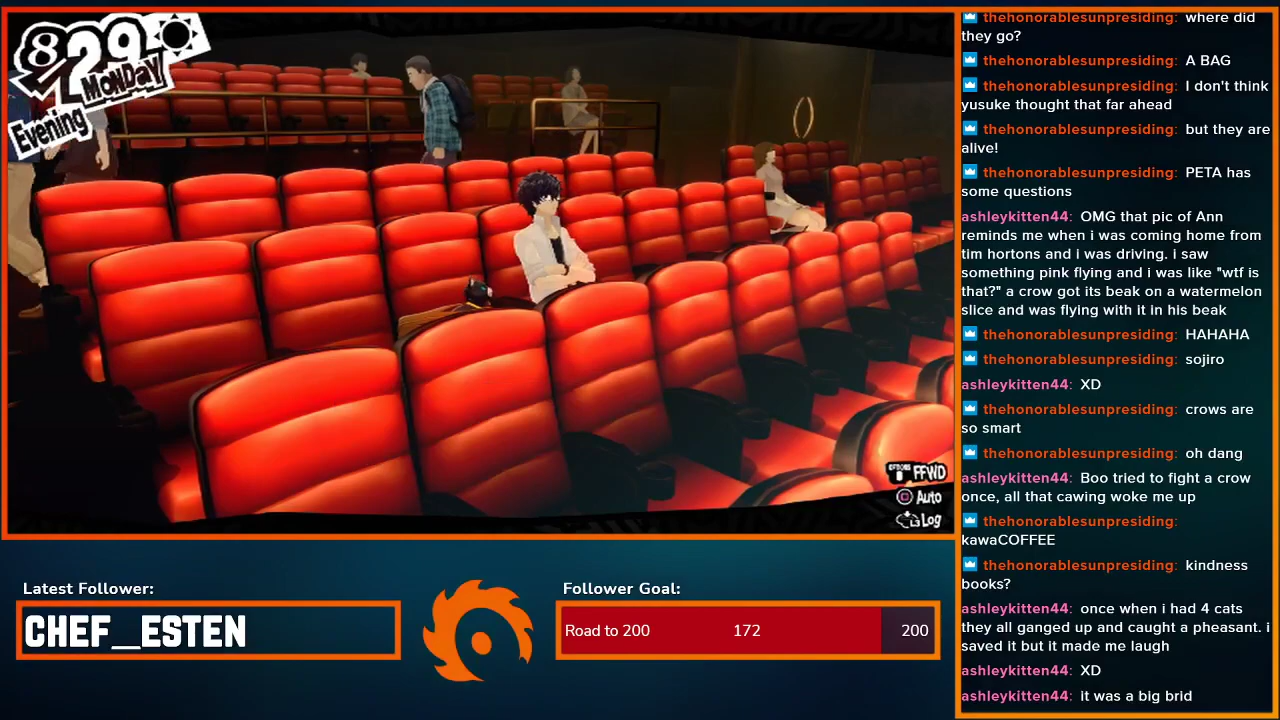 8/29
MONDAY
Evening
OPTIONS
FFWD
Auto
L3 Log
Latest Follower:
CHEF_ESTEN
Follower Goal:
Road to 200 172 200
thehonorablesunpresiding: where did
they go?
thehonorablesunpresiding: A BAG
thehonorablesunpresiding: I don't think
yusuke thought that far ahead
thehonorablesunpresiding: but they are
alive!
thehonorablesunpresiding: PETA has
some questions
ashleykitten44: OMG that pic of Ann
reminds me when i was coming home from
tim hortons and i was driving. i saw
something pink flying and i was like "wtf is
that?" a crow got its beak on a watermelon
slice and was flying with it in his beak
thehonorablesunpresiding: HAHAHA
thehonorablesunpresiding: sojiro
ashleykitten44: XD
thehonorablesunpresiding: crows are
so smart
thehonorablesunpresiding: oh dang
ashleykitten44: Boo tried to fight a crow
once, all that cawing woke me up
thehonorablesunpresiding:
kawaCOFFEE
thehonorablesunpresiding: kindness
books?
ashleykitten44: once when i had 4 cats
they all ganged up and caught a pheasant. i
saved it but it made me laugh
ashleykitten44: XD
ashleykitten44: it was a big brid